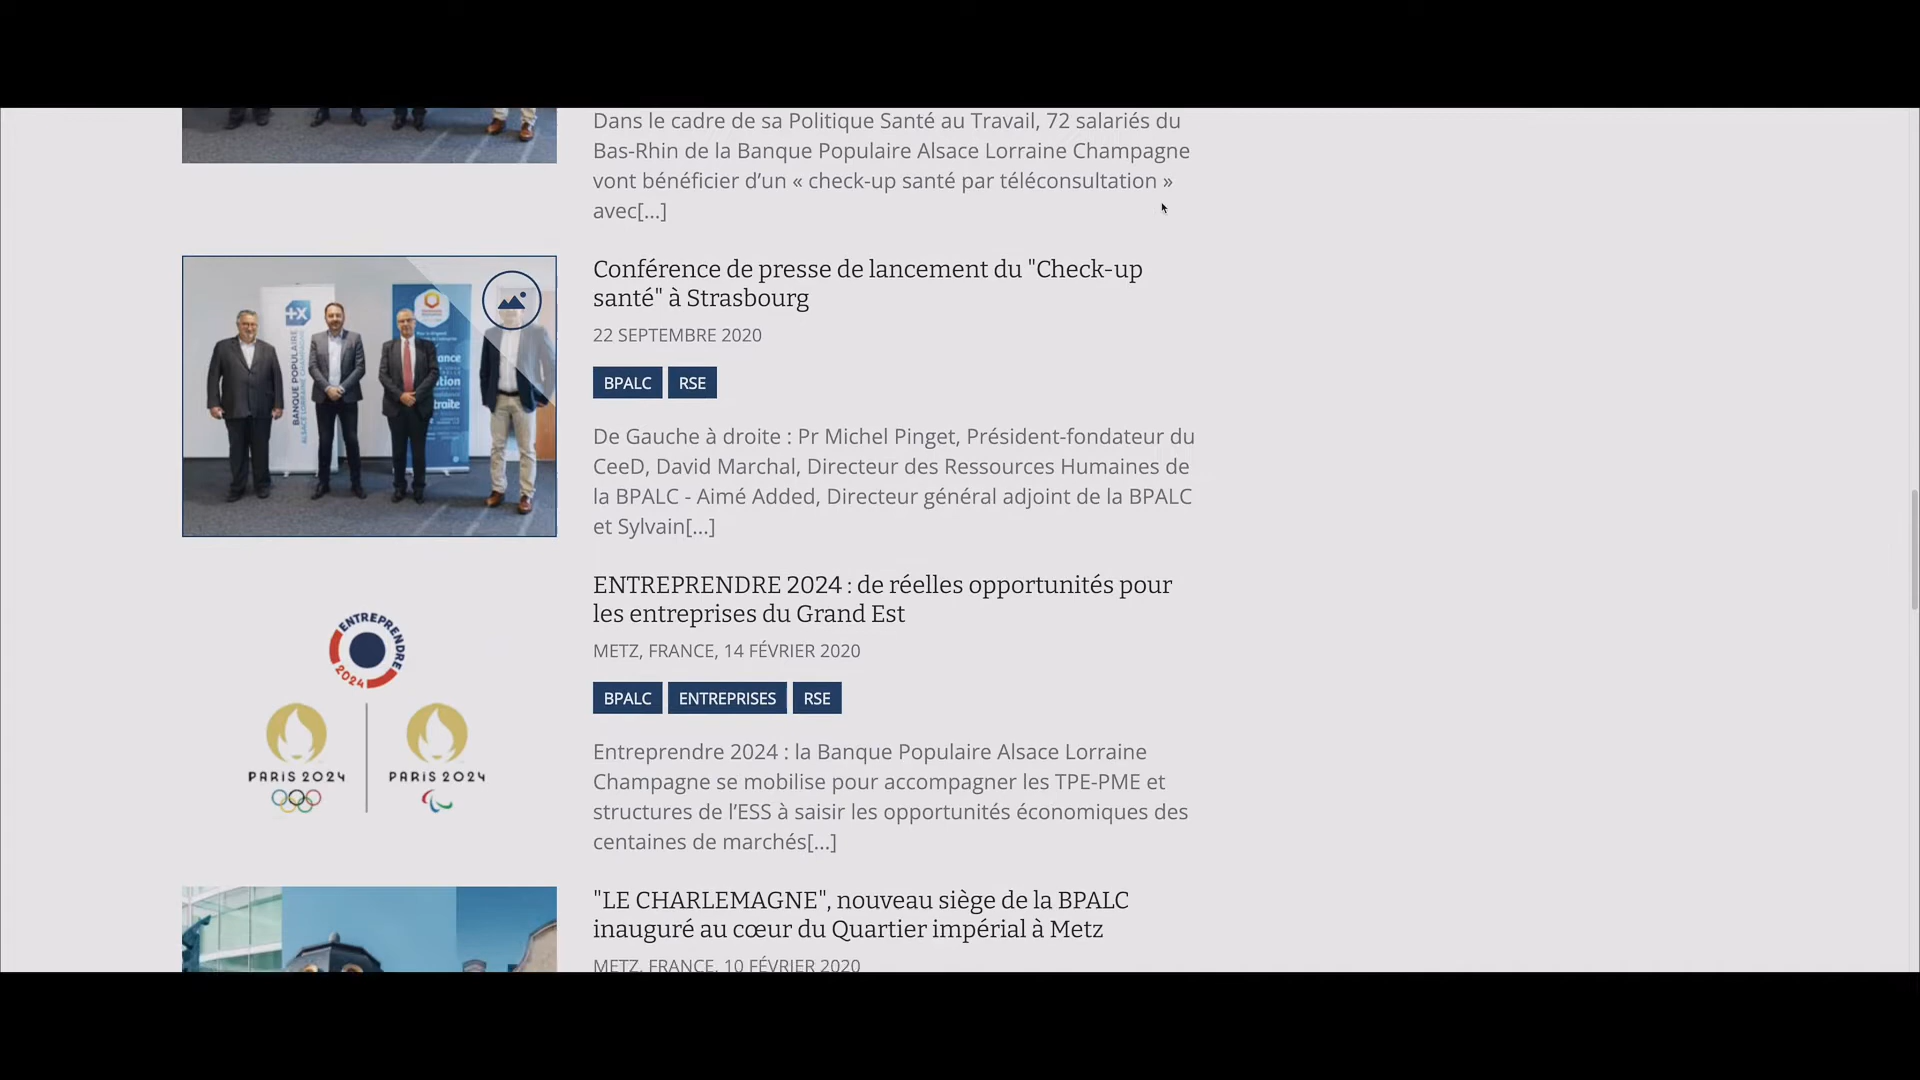 Dans le cadre de sa Politique Santé au Travail, 72 salariés du
Bas-Rhin de la Banque Populaire Alsace Lorraine Champagne
vont bénéficier d’un « check-up santé par téléconsultation »
avec[...]
Conférence de presse de lancement du "Check-up
santé" à Strasbourg
22 SEPTEMBRE 2020
BPALC RSE
De Gauche à droite : Pr Michel Pinget, Président-fondateur du
CeeD, David Marchal, Directeur des Ressources Humaines de
la BPALC - Aimé Added, Directeur général adjoint de la BPALC
et Sylvain[...]
+X
BANQUE POPULAIRE
ALSACE LORRAINE CHAMPAGNE
ENTREPRENDRE 2024 : de réelles opportunités pour
les entreprises du Grand Est
METZ, FRANCE, 14 FÉVRIER 2020
BPALC ENTREPRISES RSE
Entreprendre 2024 : la Banque Populaire Alsace Lorraine
Champagne se mobilise pour accompagner les TPE-PME et
structures de l’ESS à saisir les opportunités économiques des
centaines de marchés[...]
ENTREPRENDRE
2024
PARIS 2024
PARIS 2024
"LE CHARLEMAGNE", nouveau siège de la BPALC
inauguré au cœur du Quartier impérial à Metz
METZ, FRANCE, 10 FÉVRIER 2020